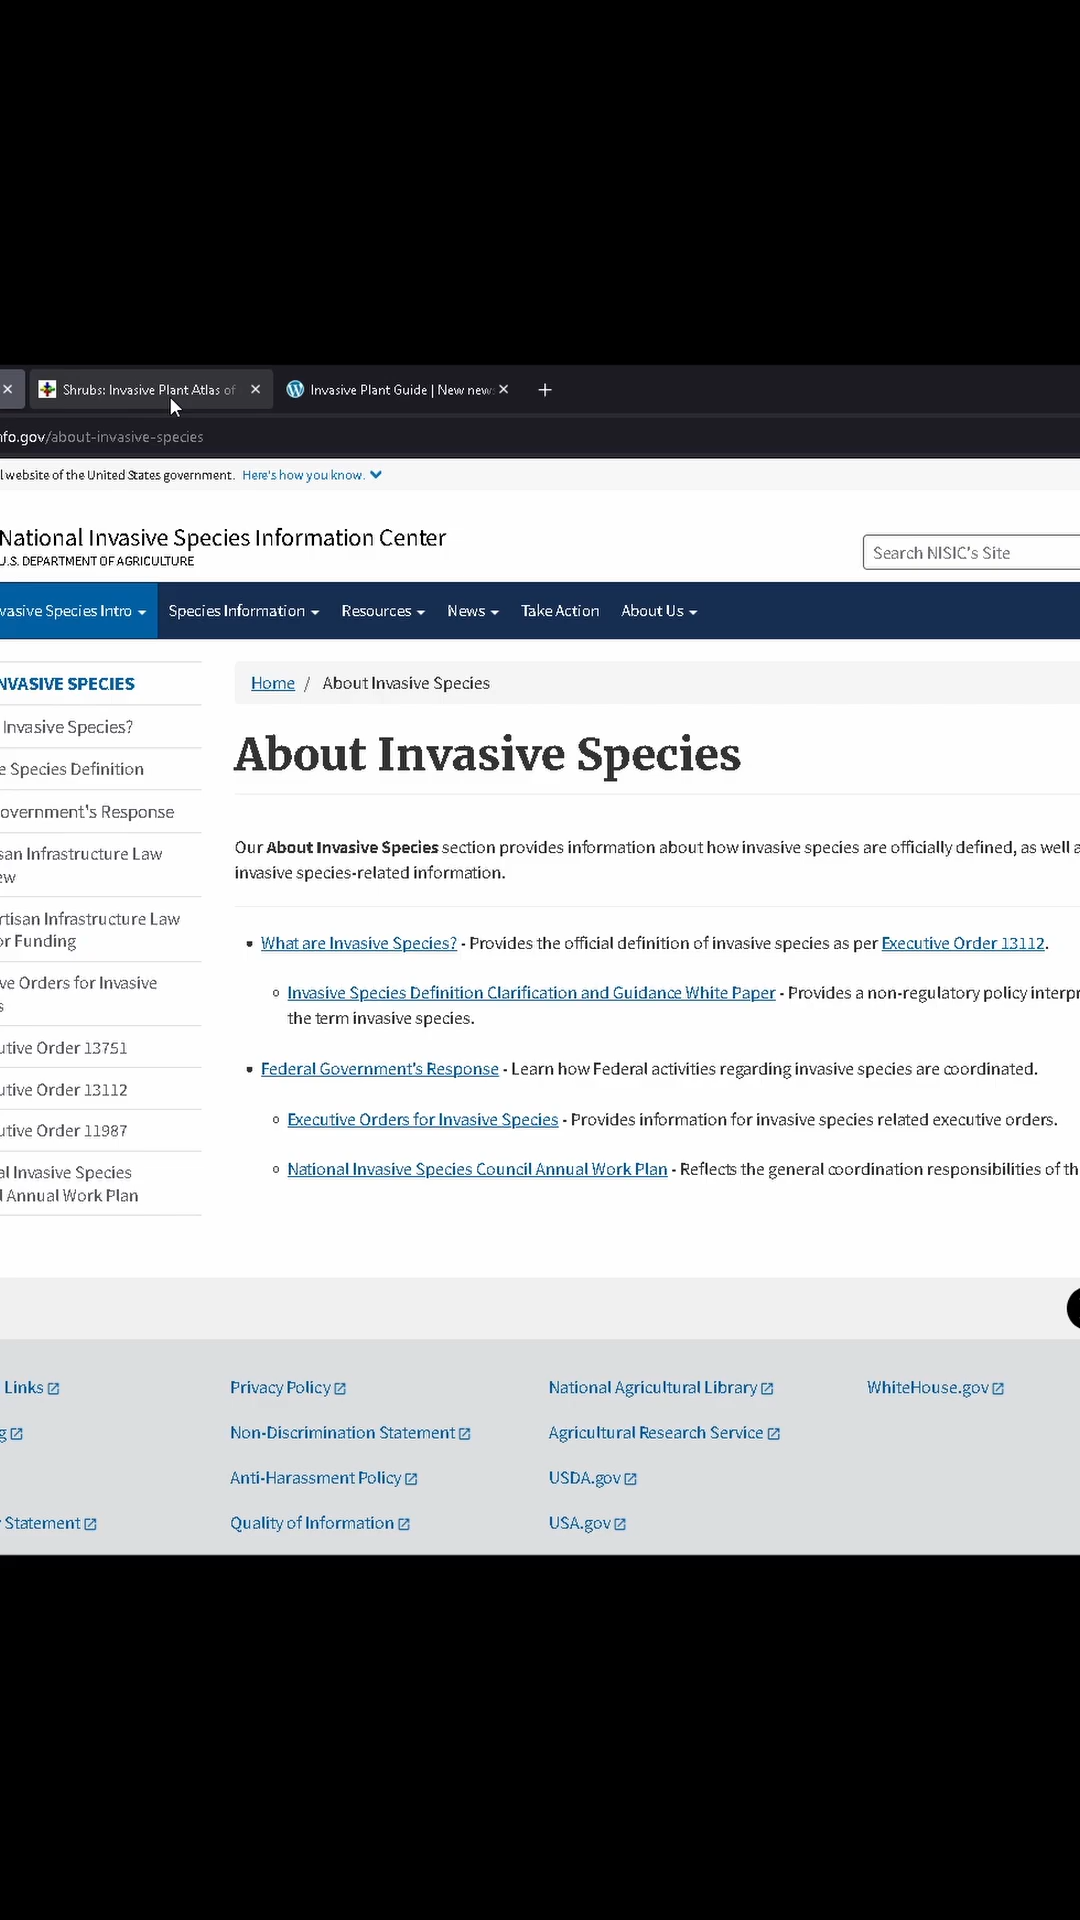 Shrubs: Invasive Plant Atlas of
Invasive Plant Guide | New new
nfo.gov/about-invasive-species
l website of the United States government. Here's how you know.
National Invasive Species Information Center
U.S. DEPARTMENT OF AGRICULTURE
Search NISIC's Site
vasive Species Intro
Species Information
Resources
News
Take Action
About Us
NVASIVE SPECIES
Invasive Species?
e Species Definition
overnment's Response
san Infrastructure Law
ew
rtisan Infrastructure Law
or Funding
ve Orders for Invasive
s
utive Order 13751
utive Order 13112
utive Order 11987
al Invasive Species
l Annual Work Plan
Home / About Invasive Species
About Invasive Species
Our About Invasive Species section provides information about how invasive species are officially defined, as well a
invasive species-related information.
What are Invasive Species? - Provides the official definition of invasive species as per Executive Order 13112.
Invasive Species Definition Clarification and Guidance White Paper - Provides a non-regulatory policy interpr
the term invasive species.
Federal Government's Response - Learn how Federal activities regarding invasive species are coordinated.
Executive Orders for Invasive Species - Provides information for invasive species related executive orders.
National Invasive Species Council Annual Work Plan - Reflects the general coordination responsibilities of th
Links
Privacy Policy
National Agricultural Library
WhiteHouse.gov
g
Non-Discrimination Statement
Agricultural Research Service
Anti-Harassment Policy
USDA.gov
Statement
Quality of Information
USA.gov